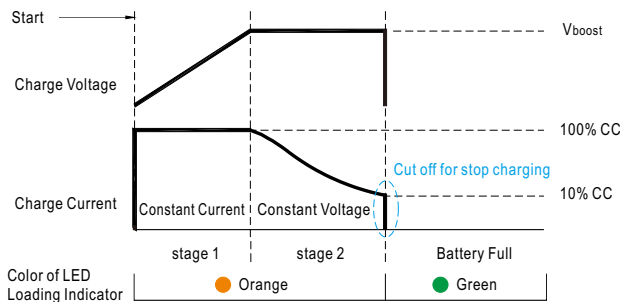 Start
Vboost
Charge Voltage
100% CC
Cut off for stop charging
10% CC
Charge Current
Constant Current
Constant Voltage
stage 1
stage 2
Battery Full
Color of LED
Loading Indicator
Orange
Green